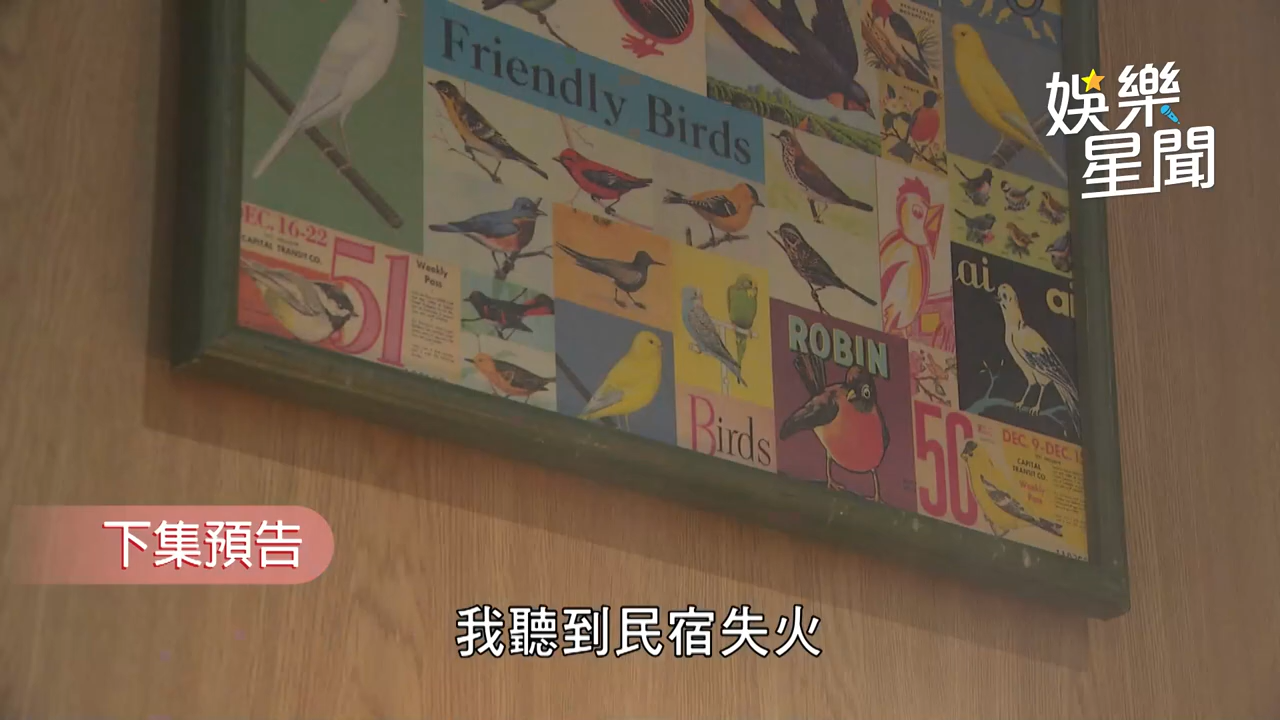 Friendly Birds
娛樂
星聞
DEC. 16-22
CAPITAL TRANSIT CO.
51
Weekly
Pass
ai
ai
ROBIN
Birds
50
DEC. 9-DEC. 1
CAPITAL
TRANSIT CO.
Weekly
Pass
下集預告
我聽到民宿失火